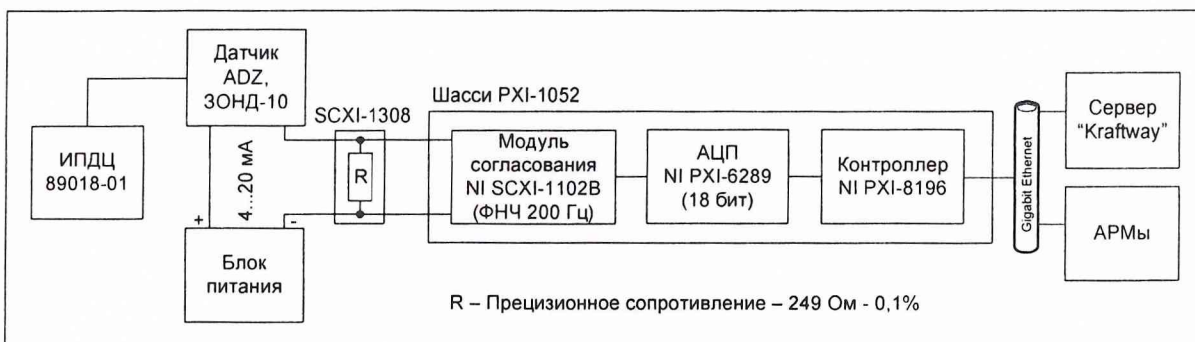 Датчик
ADZ,
ЗОНД-10
ИПДЦ
89018-01
4...20 мА
+
-
Блок
питания
SCXI-1308
R
Шасси PXI-1052
Модуль
согласования
NI SCXI-1102B
(ФНЧ 200 Гц)
АЦП
NI PXI-6289
(18 бит)
Контроллер
NI PXI-8196
Gigabit Ethernet
Сервер
“Kraftway”
АРМы
R – Прецизионное сопротивление – 249 Ом - 0,1%